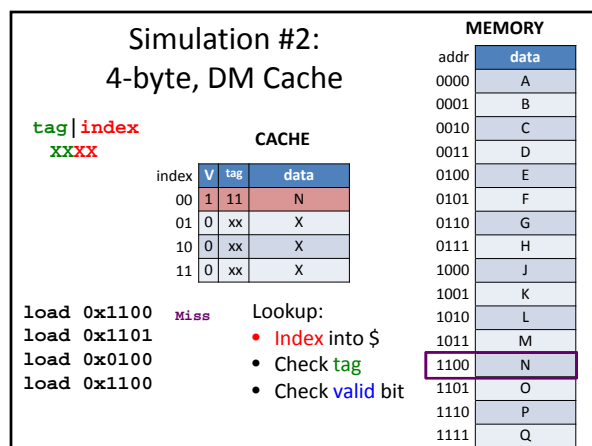 Simulation #2:
4-byte, DM Cache
tag|index
XXXX
CACHE
index V tag data
00 1 11 N
01 0 xx X
10 0 xx X
11 0 xx X
load 0x1100 Miss
load 0x1101
load 0x0100
load 0x1100
Lookup:
• Index into $
• Check tag
• Check valid bit
MEMORY
addr data
0000 A
0001 B
0010 C
0011 D
0100 E
0101 F
0110 G
0111 H
1000 J
1001 K
1010 L
1011 M
1100 N
1101 O
1110 P
1111 Q